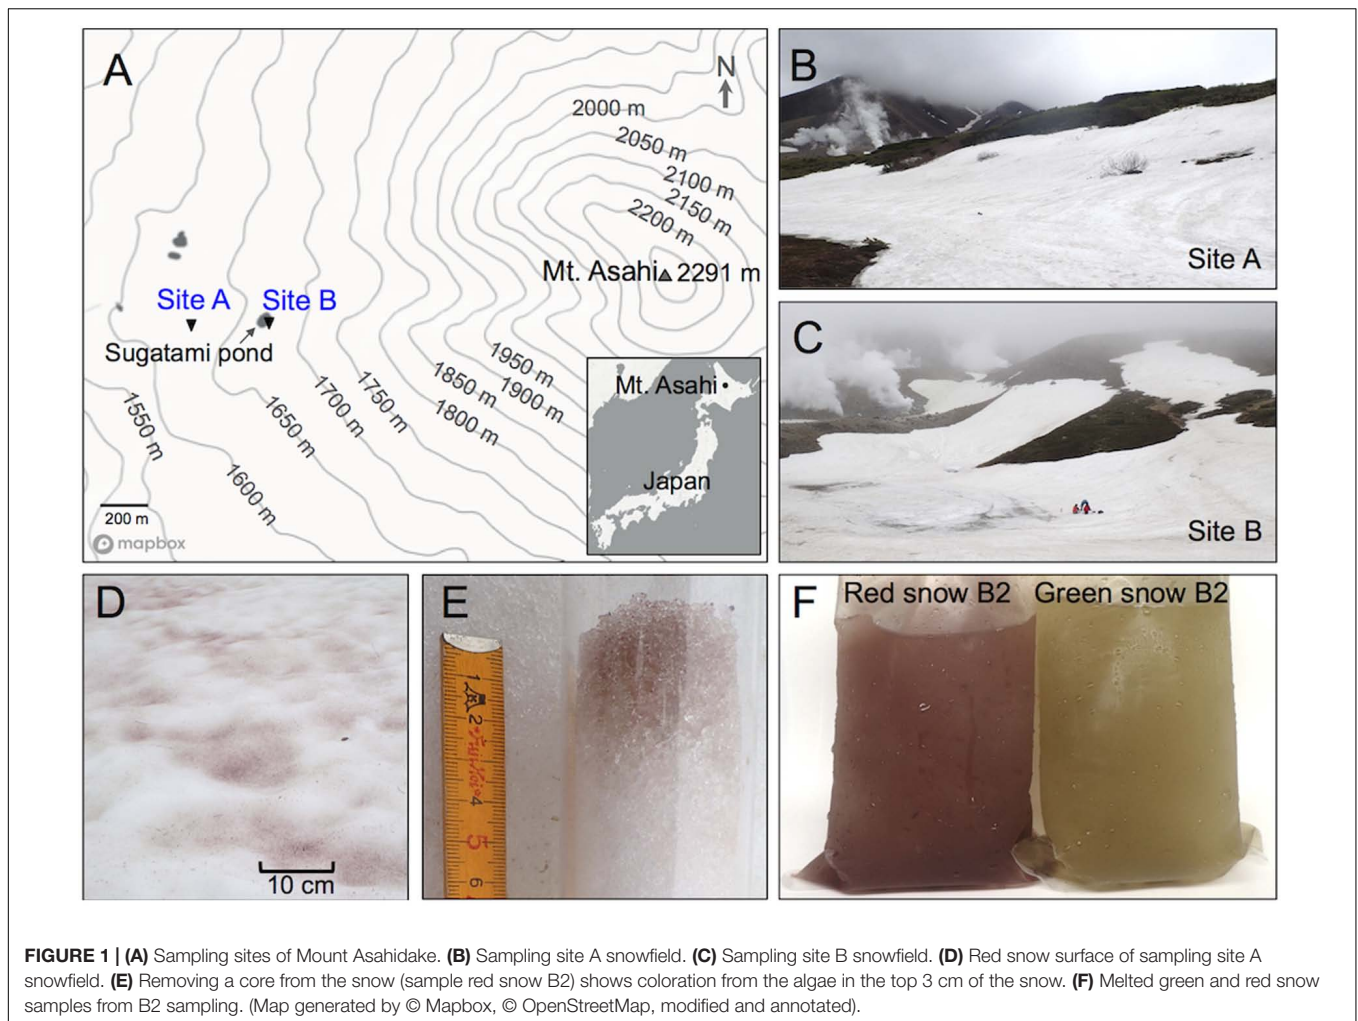 A
N
2000 m
2050 m
2100 m
2150 m
2200 m
Mt. Asahi 2291 m
Site A Site B
Sugatami pond
1950 m
1850 m
1900 m
1800 m
1750 m
1700 m
1650 m
1550 m
1600 m
200 m
mapbox
Mt. Asahi
Japan
B
Site A
C
Site B
D
10 cm
E
1
2
4
5
6
F
Red snow B2 Green snow B2
FIGURE 1 | (A) Sampling sites of Mount Asahidake. (B) Sampling site A snowfield. (C) Sampling site B snowfield. (D) Red snow surface of sampling site A
snowfield. (E) Removing a core from the snow (sample red snow B2) shows coloration from the algae in the top 3 cm of the snow. (F) Melted green and red snow
samples from B2 sampling. (Map generated by © Mapbox, © OpenStreetMap, modified and annotated).